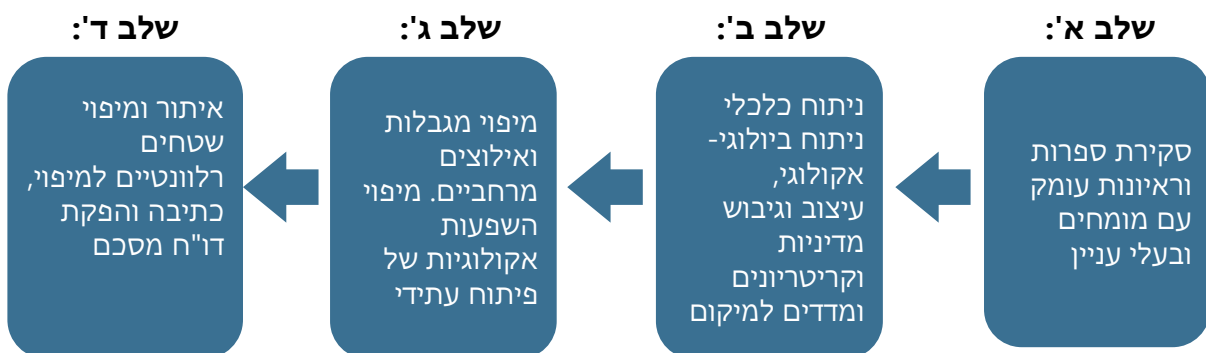 שלב א':
סקירת ספרות
וראיונות עומק
עם מומחים
ובעלי עניין
שלב ב':
ניתוח כלכלי
ניתוח ביולוגי-
אקולוגי,
עיצוב וגיבוש
מדיניות
וקריטריונים
ומדדים למיקום
שלב ג':
מיפוי מגבלות
ואילוצים
מרחביים. מיפוי
השפעות
אקולוגיות של
פיתוח עתידי
שלב ד':
איתור ומיפוי
שטחים
רלוונטיים למיפוי,
כתיבה והפקת
דו"ח מסכם